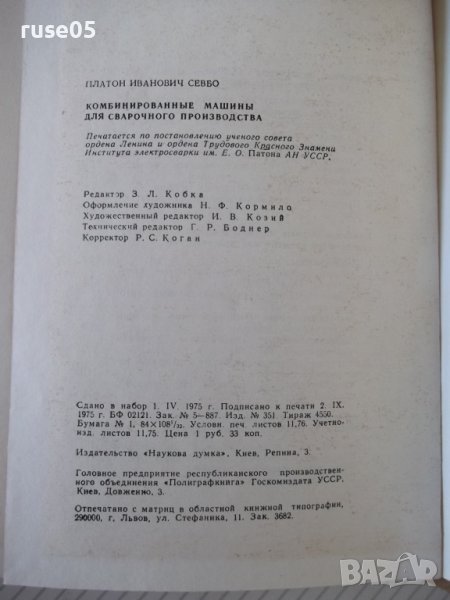 ruse05
ПЛАТОН ИВАНОВИЧ СЕВБО
КОМБИНИРОВАННЫЕ МАШИНЫ
ДЛЯ СВАРОЧНОГО ПРОИЗВОДСТВА
Печатается по постановлению ученого совета
ордена Ленина и ордена Трудового Красного Знамени
Института электросварки им. Е. О. Патона АН УССР.
Редактор З. Л. Кобка
Оформление художника Н. Ф. Кормыло
Художественный редактор И. В. Козий
Технический редактор Г. Р. Боднер
Корректор Р. С. Коган
Сдано в набор 1. IV. 1975 г. Подписано к печати 2. IX.
1975 г. БФ 02121. Зак. № 5—887. Изд. № 351. Тираж 4550.
Бумага № 1, 84×108¹/₃₂. Условн. печ листов 11,76. Учетно-
изд. листов 11,75. Цена 1 руб. 33 коп.
Издательство «Наукова думка», Киев, Репина, 3.
Головное предприятие республиканского производствен-
ного объединения «Полиграфкнига» Госкомиздата УССР.
Киев, Довженко, 3.
Отпечатано с матриц в областной книжной типографии,
290000, г, Львов, ул. Стефаника, 11. Зак. 3682.
BAZAR
.bg